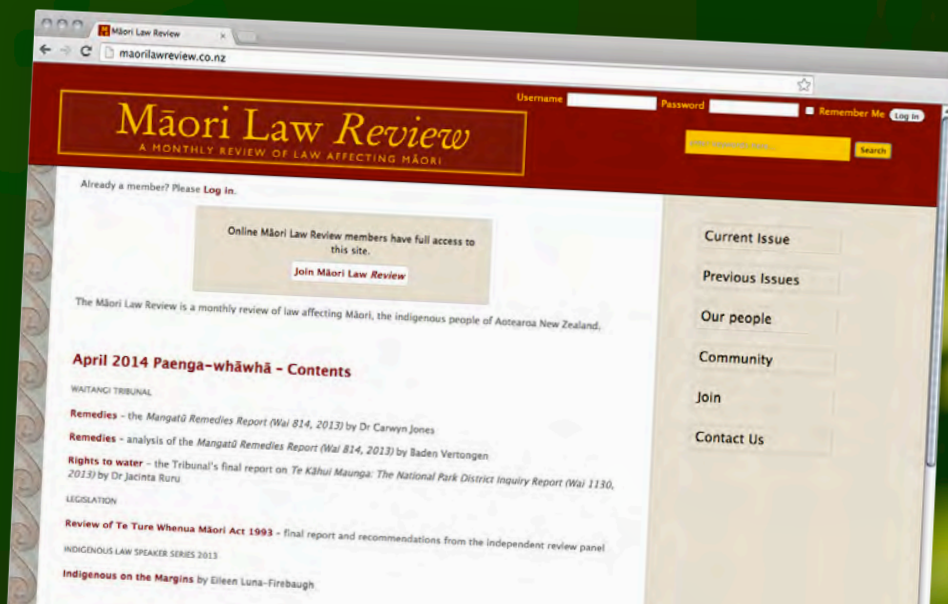 Māori Law Review
maorilawreview.co.nz
Username
Password
Remember Me
Log In
Māori Law Review
A MONTHLY REVIEW OF LAW AFFECTING MĀORI
Search
Already a member? Please Log in.
Online Māori Law Review members have full access to
this site.
Join Māori Law Review
The Māori Law Review is a monthly review of law affecting Māori, the indigenous people of Aotearoa New Zealand.
April 2014 Paenga-whāwhā - Contents
WAITANGI TRIBUNAL
Remedies - the Mangatū Remedies Report (Wai 814, 2013) by Dr Carwyn Jones
Remedies - analysis of the Mangatū Remedies Report (Wai 814, 2013) by Baden Vertongen
Rights to water - the Tribunal's final report on Te Kāhui Maunga: The National Park District Inquiry Report (Wai 1130,
2013) by Dr Jacinta Ruru
LEGISLATION
Review of Te Ture Whenua Māori Act 1993 - final report and recommendations from the independent review panel
INDIGENOUS LAW SPEAKER SERIES 2013
Indigenous on the Margins by Eileen Luna-Firebaugh
Current Issue
Previous Issues
Our people
Community
Join
Contact Us